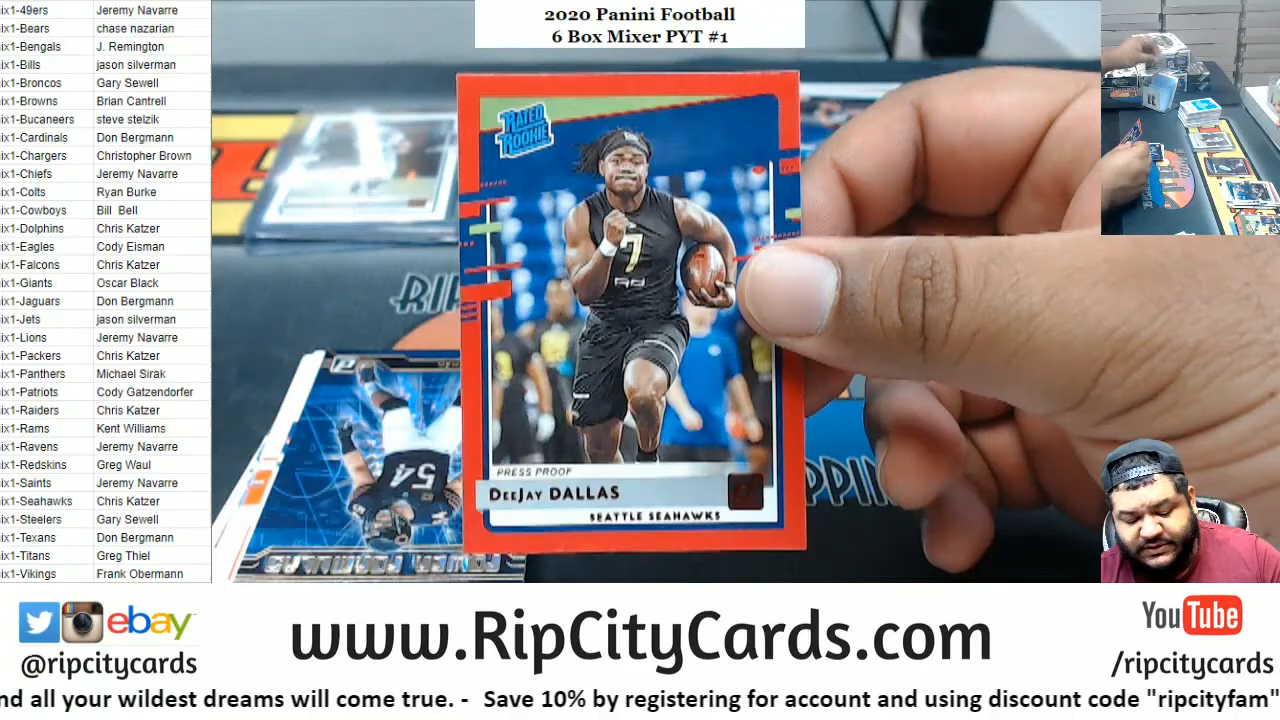 ix1-49ers Jeremy Navarre
ix1-Bears chase nazarian
ix1-Bengals J. Remington
ix1-Bills jason silverman
ix1-Broncos Gary Sewell
ix1-Browns Brian Cantrell
ix1-Bucaneers steve stelzik
ix1-Cardinals Don Bergmann
ix1-Chargers Christopher Brown
ix1-Chiefs Jeremy Navarre
ix1-Colts Ryan Burke
ix1-Cowboys Bill Bell
ix1-Dolphins Chris Katzer
ix1-Eagles Cody Eisman
ix1-Falcons Chris Katzer
ix1-Giants Oscar Black
ix1-Jaguars Don Bergmann
ix1-Jets jason silverman
ix1-Lions Jeremy Navarre
ix1-Packers Chris Katzer
ix1-Panthers Michael Sirak
ix1-Patriots Cody Gatzendorfer
ix1-Raiders Chris Katzer
ix1-Rams Kent Williams
ix1-Ravens Jeremy Navarre
ix1-Redskins Greg Waul
ix1-Saints Jeremy Navarre
ix1-Seahawks Chris Katzer
ix1-Steelers Gary Sewell
ix1-Texans Don Bergmann
ix1-Titans Greg Thiel
ix1-Vikings Frank Obermann
2020 Panini Football
6 Box Mixer PYT #1
RATED
ROOKIE
7
PRESS PROOF
DEEJAY DALLAS
SEATTLE SEAHAWKS
RIP
PPIN
54
ebay
@ripcitycards
www.RipCityCards.com
YouTube
/ripcitycards
nd all your wildest dreams will come true. - Save 10% by registering for account and using discount code "ripcityfam"